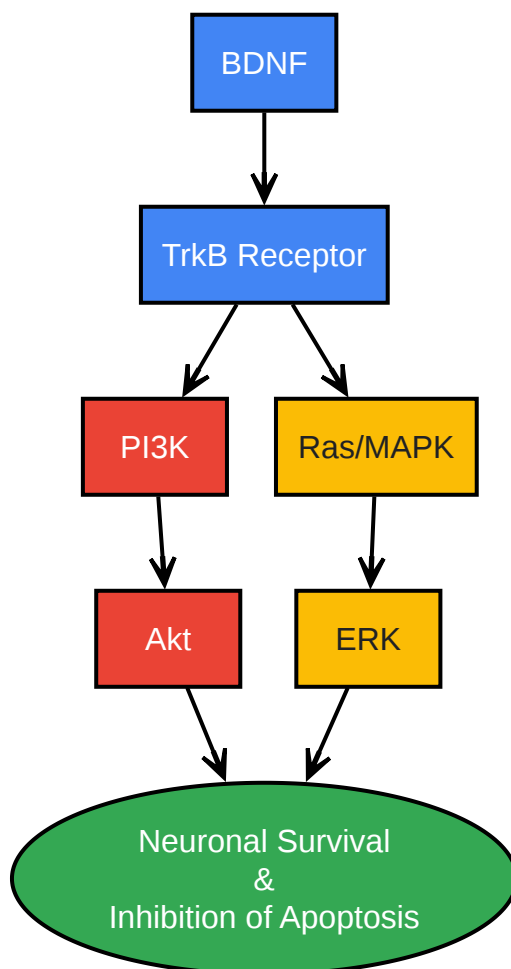 BDNF
TrkB Receptor
PI3K
Ras/MAPK
Akt
ERK
Neuronal Survival
&
Inhibition of Apoptosis